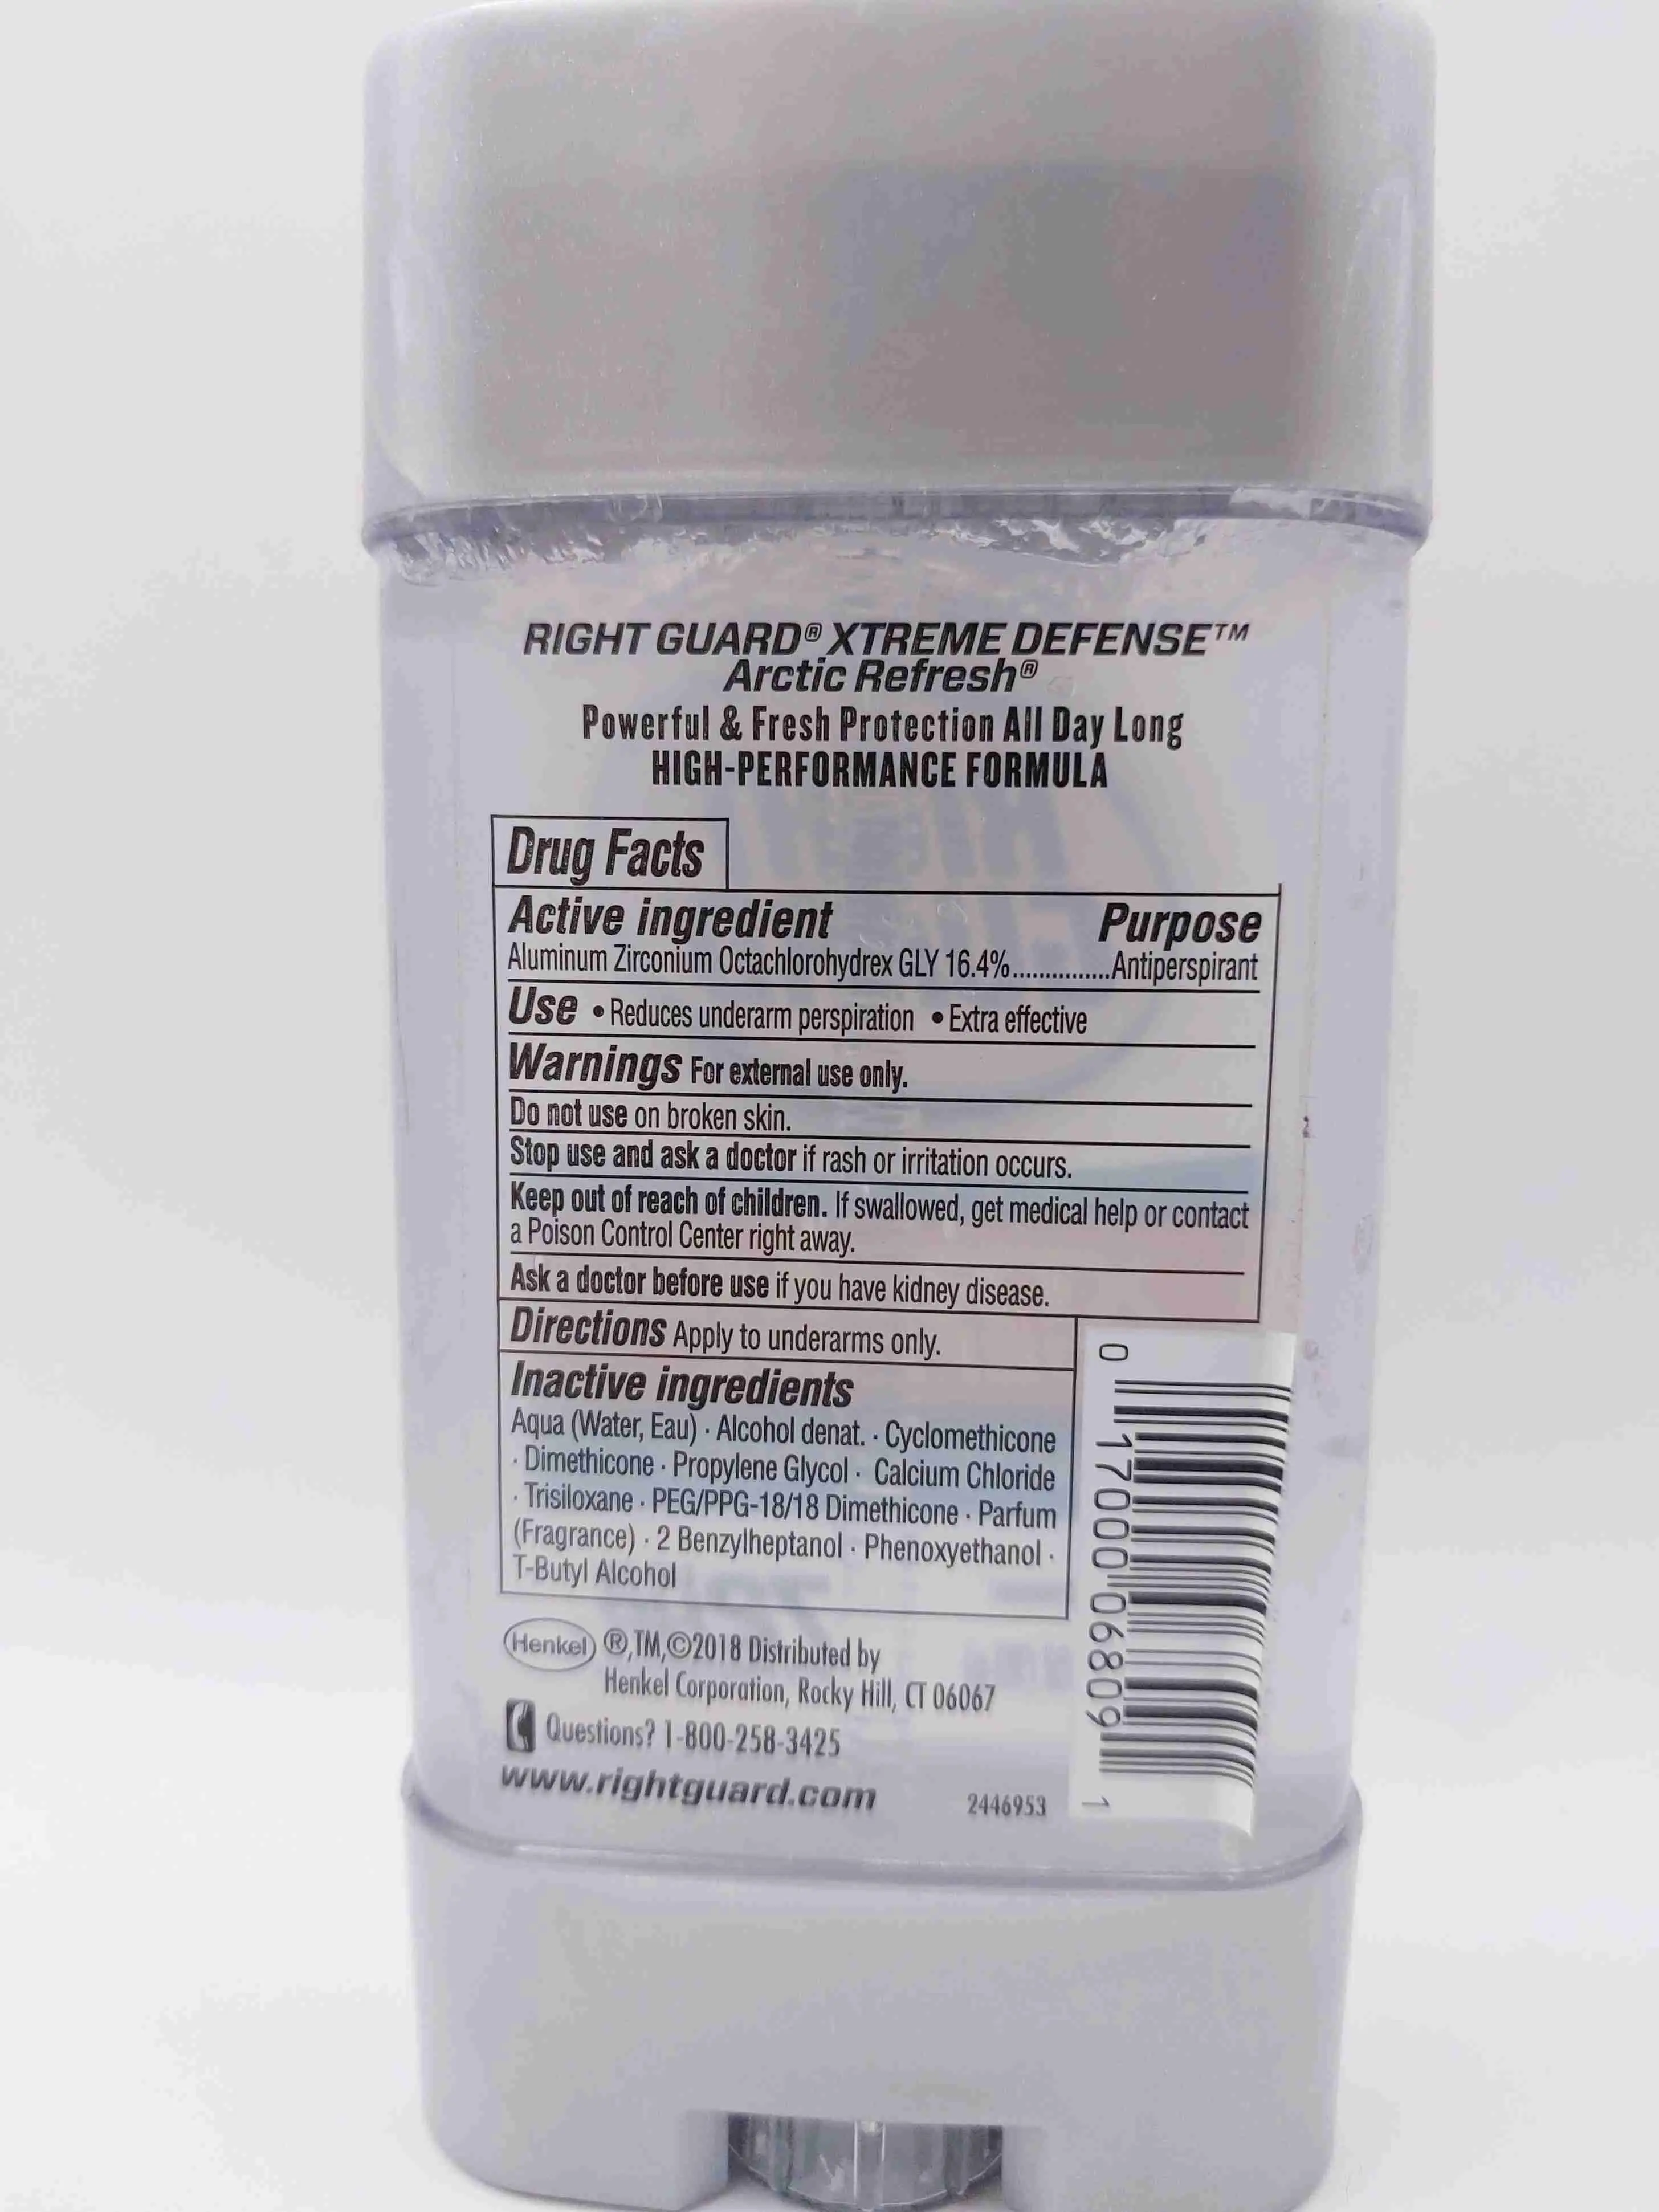 RIGHT GUARD® XTREME DEFENSE™
Arctic Refresh®
Powerful & Fresh Protection All Day Long
HIGH-PERFORMANCE FORMULA
Drug Facts
Active ingredient Purpose
Aluminum Zirconium Octachlorohydrex GLY 16.4%...............Antiperspirant
Use • Reduces underarm perspiration • Extra effective
Warnings For external use only.
Do not use on broken skin.
Stop use and ask a doctor if rash or irritation occurs.
Keep out of reach of children. If swallowed, get medical help or contact
a Poison Control Center right away.
Ask a doctor before use if you have kidney disease.
Directions Apply to underarms only.
Inactive ingredients
Aqua (Water, Eau) · Alcohol denat. · Cyclomethicone
· Dimethicone · Propylene Glycol · Calcium Chloride
· Trisiloxane · PEG/PPG-18/18 Dimethicone · Parfum
(Fragrance) · 2 Benzylheptanol · Phenoxyethanol ·
T-Butyl Alcohol
Henkel ®,TM,©2018 Distributed by
Henkel Corporation, Rocky Hill, CT 06067
Questions? 1-800-258-3425
www.rightguard.com
2446953
0 17000 06809 1